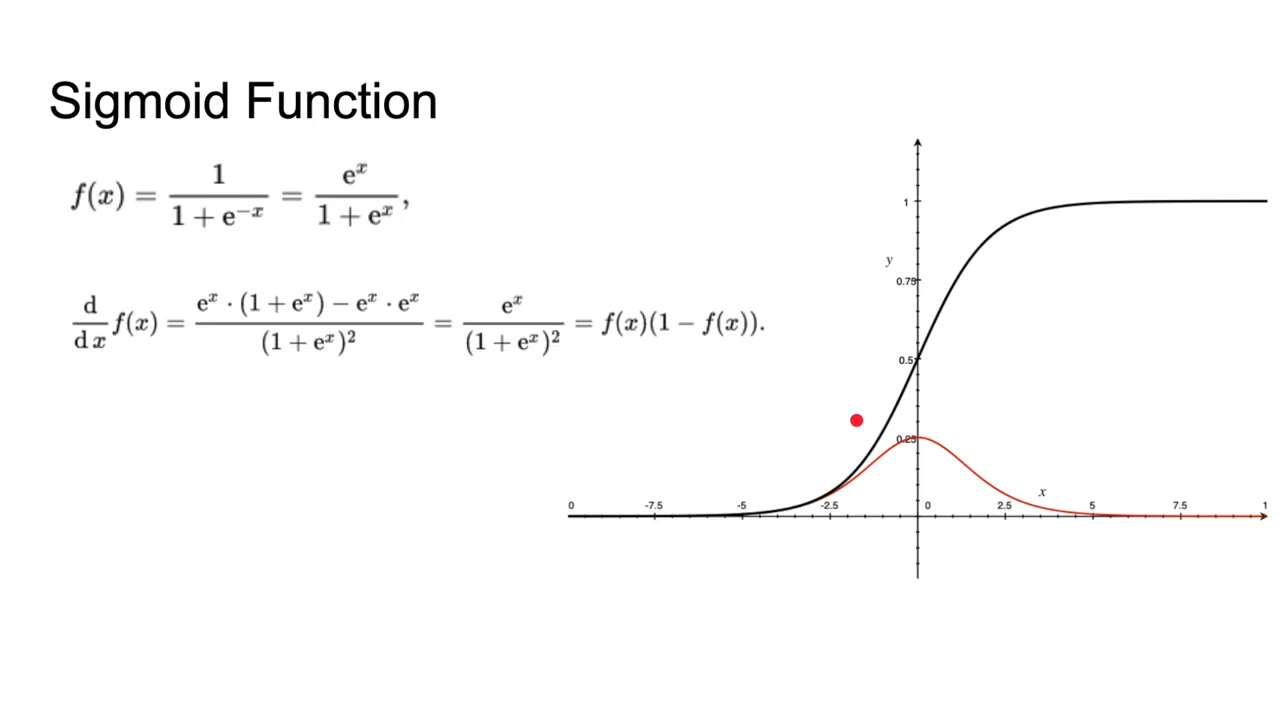 Sigmoid Function
f(x) = 1 / (1 + e^{-x}) = e^x / (1 + e^x),
d/dx f(x) = (e^x · (1 + e^x) − e^x · e^x) / (1 + e^x)^2 = e^x / (1 + e^x)^2 = f(x)(1 − f(x)).
1
y
0.75
0.5
0.25
x
0 -7.5 -5 -2.5 0 2.5 5 7.5 1